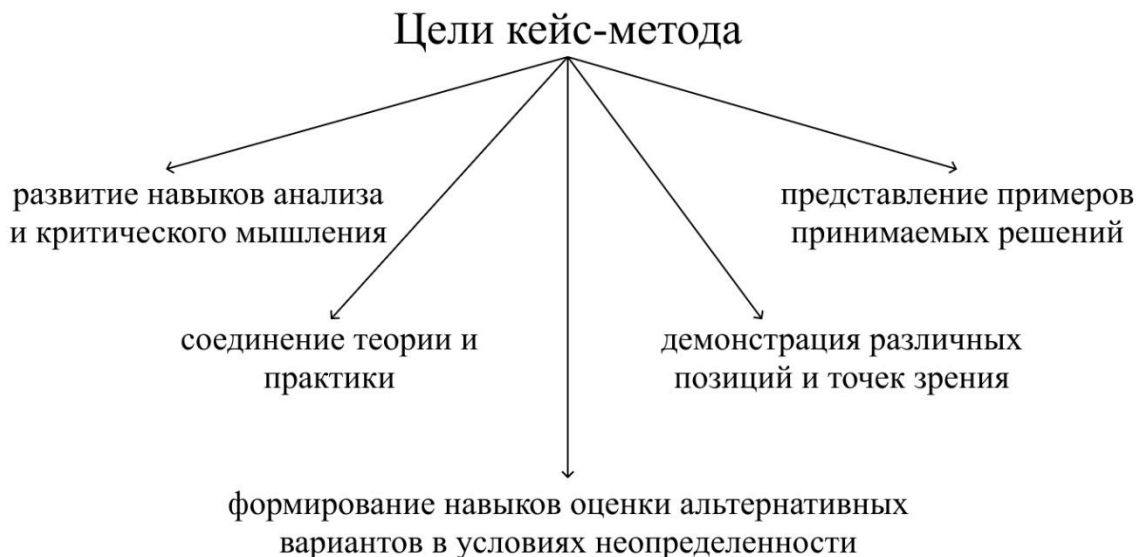 Цели кейс-метода
развитие навыков анализа
и критического мышления
представление примеров
принимаемых решений
соединение теории и
практики
демонстрация различных
позиций и точек зрения
формирование навыков оценки альтернативных
вариантов в условиях неопределенности